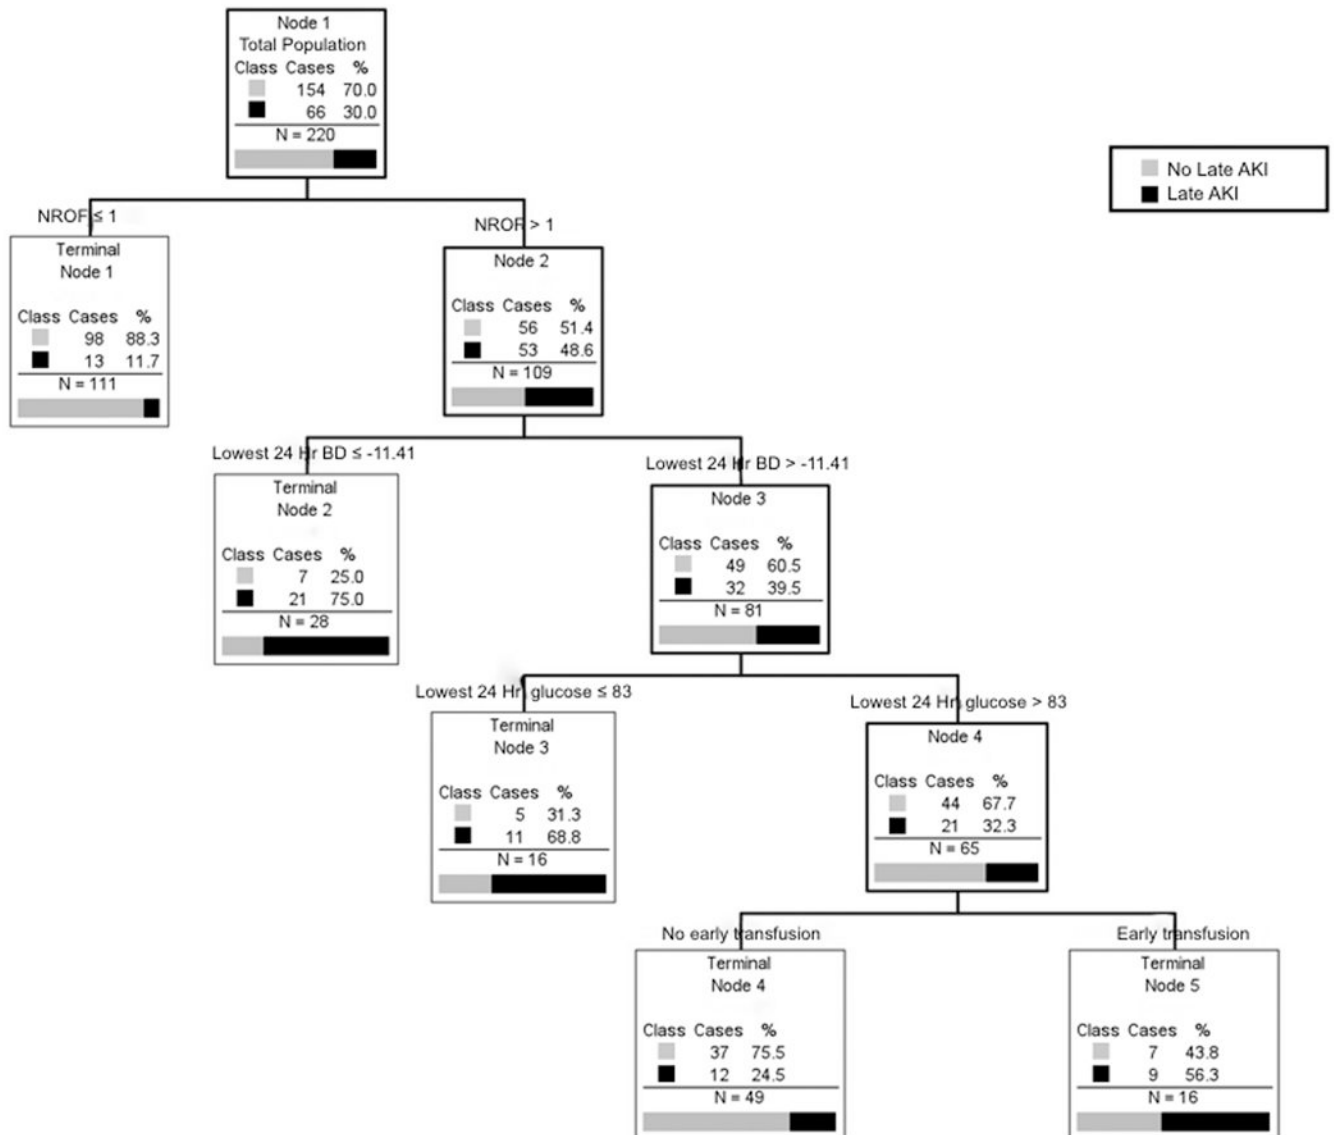 Node 1
Total Population
Class Cases %
154 70.0
66 30.0
N = 220
No Late AKI
Late AKI
NROF ≤ 1
NROF > 1
Terminal
Node 1
Class Cases %
98 88.3
13 11.7
N = 111
Node 2
Class Cases %
56 51.4
53 48.6
N = 109
Lowest 24 Hr BD ≤ -11.41
Lowest 24 Hr BD > -11.41
Terminal
Node 2
Class Cases %
7 25.0
21 75.0
N = 28
Node 3
Class Cases %
49 60.5
32 39.5
N = 81
Lowest 24 Hr glucose ≤ 83
Lowest 24 Hr glucose > 83
Terminal
Node 3
Class Cases %
5 31.3
11 68.8
N = 16
Node 4
Class Cases %
44 67.7
21 32.3
N = 65
No early transfusion
Early transfusion
Terminal
Node 4
Class Cases %
37 75.5
12 24.5
N = 49
Terminal
Node 5
Class Cases %
7 43.8
9 56.3
N = 16